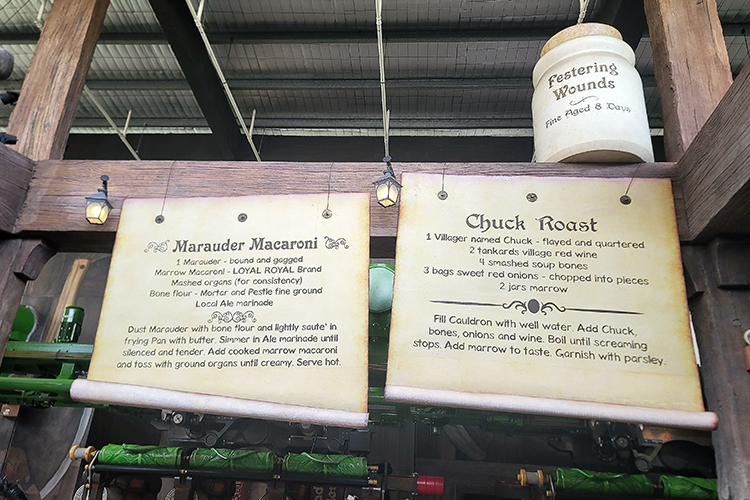 Festering
Wounds
Fine Aged 8 Days
Marauder Macaroni
1 Marauder - bound and gagged
Marrow Macaroni - LOYAL ROYAL Brand
Mashed organs (for consistency)
Bone flour - Mortar and Pestle fine ground
Local Ale marinade
Dust Marauder with bone flour and lightly saute' in
frying Pan with butter. Simmer in Ale marinade until
silenced and tender. Add cooked marrow macaroni
and toss with ground organs until creamy. Serve hot.
Chuck Roast
1 Villager named Chuck - flayed and quartered
2 tankards village red wine
4 smashed soup bones
3 bags sweet red onions - chopped into pieces
2 jars marrow
Fill Cauldron with well water. Add Chuck,
bones, onions and wine. Boil until screaming
stops. Add marrow to taste. Garnish with parsley.